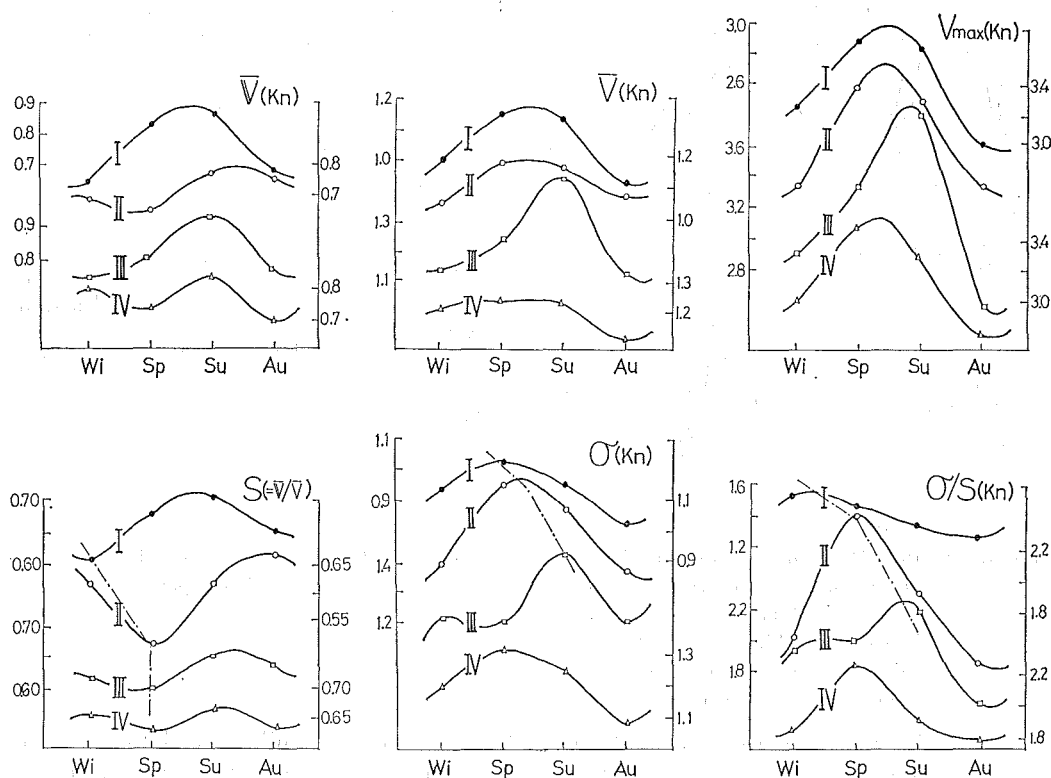 𝕍̄ (Kn)
0.9
0.8
0.7
0.9
0.8
I
II
III
IV
0.8
0.7
0.8
0.7
Wi Sp Su Au
V̄ (Kn)
1.2
1.0
1.3
1.1
I
II
III
IV
1.2
1.0
1.3
1.2
Wi Sp Su Au
Vmax(Kn)
3.0
2.6
3.6
3.2
2.8
I
II
III
IV
3.4
3.0
3.4
3.0
Wi Sp Su Au
S(=𝕍̄/V̄)
0.70
0.60
0.70
0.60
I
II
III
IV
0.65
0.55
0.70
0.65
Wi Sp Su Au
σ(Kn)
1.1
0.9
1.4
1.2
I
II
III
IV
1.1
0.9
1.3
1.1
Wi Sp Su Au
σ/S(Kn)
1.6
1.2
2.2
1.8
I
II
III
IV
2.2
1.8
2.2
1.8
Wi Sp Su Au